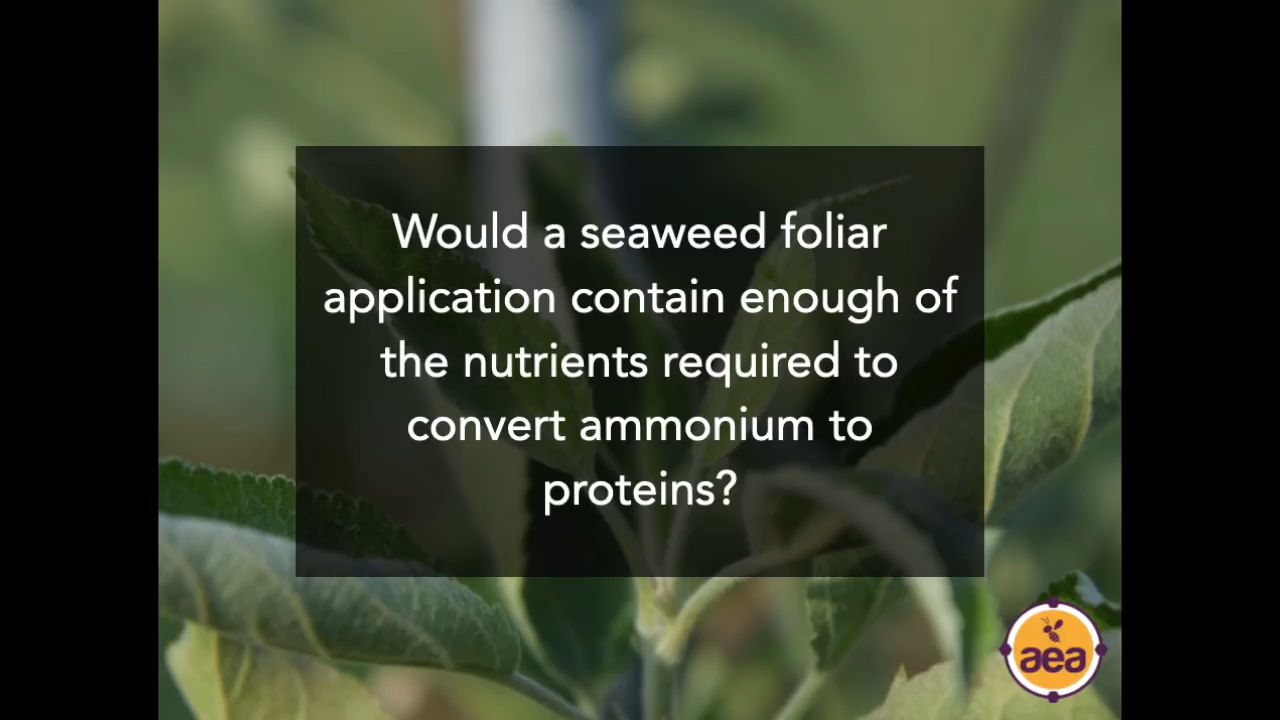 Would a seaweed foliar
application contain enough of
the nutrients required to
convert ammonium to
proteins?
aea